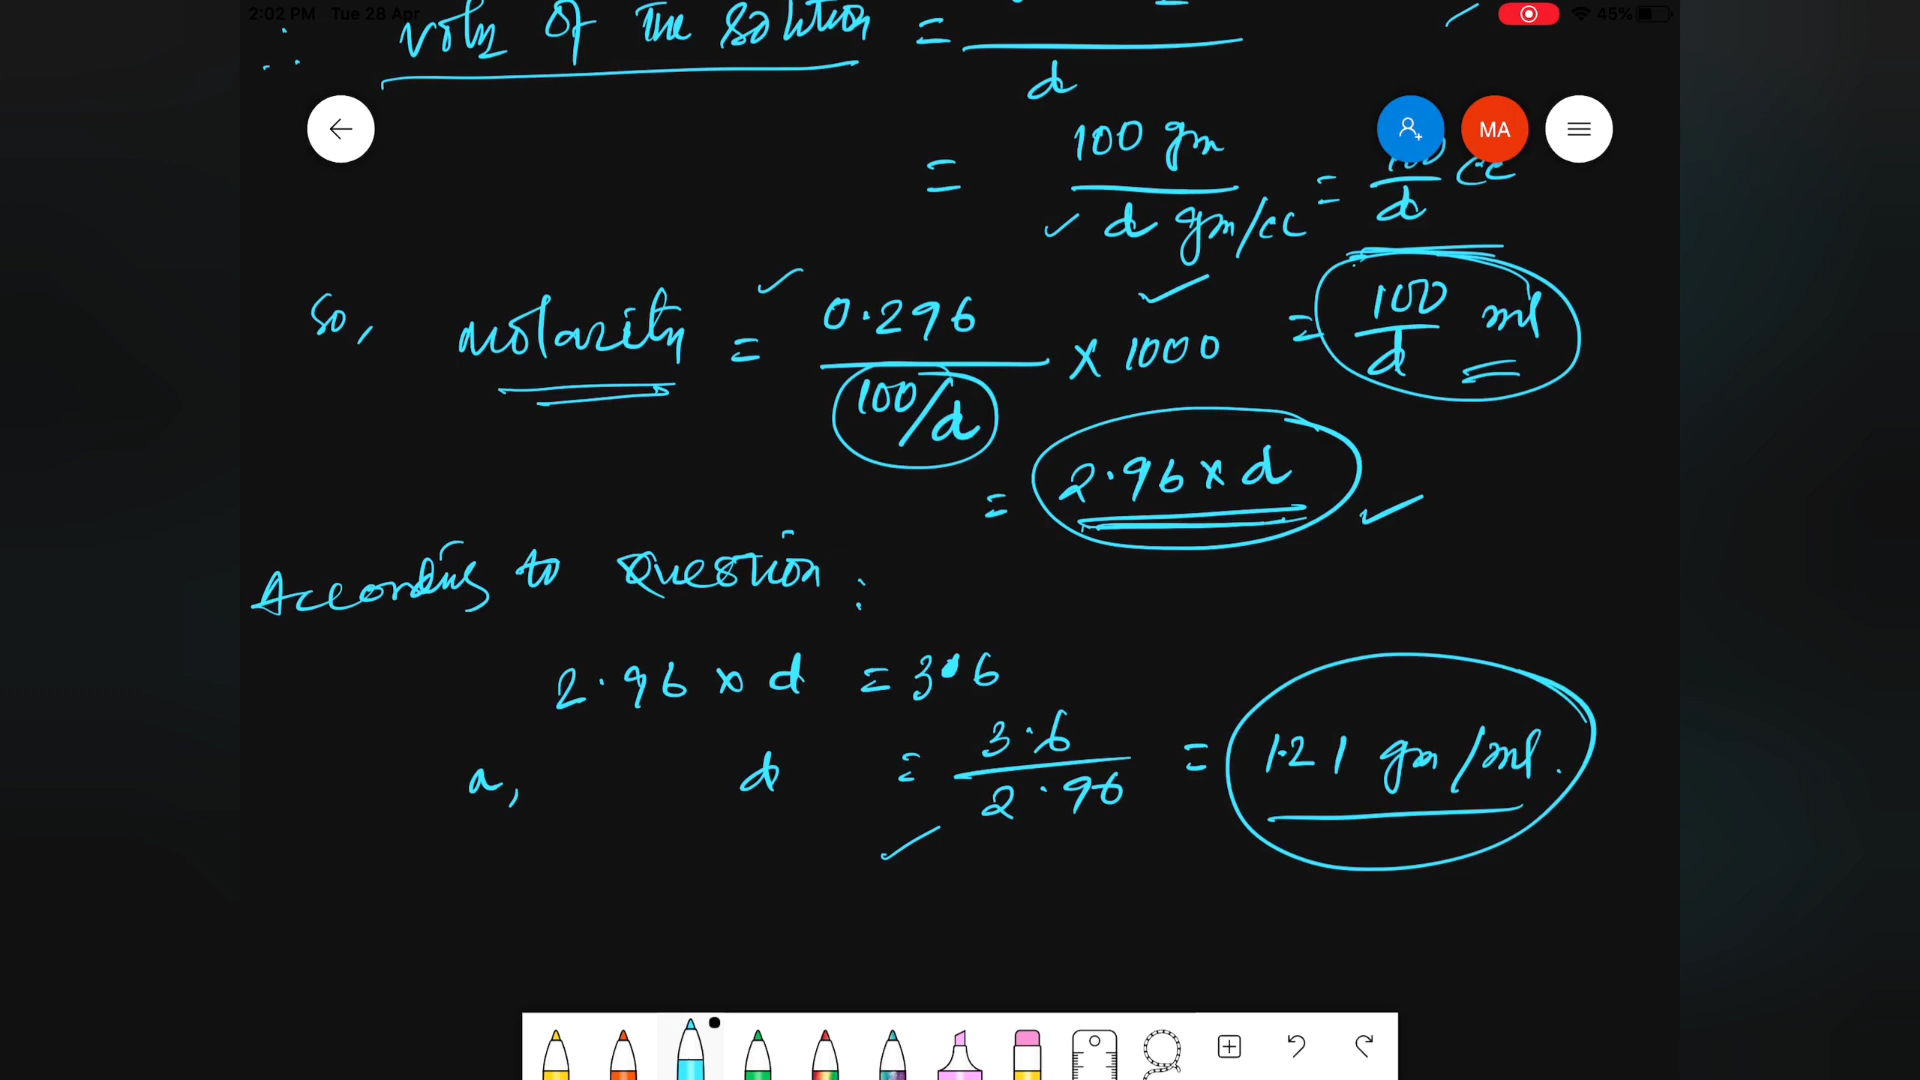 2:02 PM Tue 28 Apr 45%
∴ of the solution =
d
= 100 gm / d gm/cc = 100/d cc
MA
So, molarity = 0.296 / (100/d) × 1000 = 100/d ml
= 2.96 × d
According to Question :
2.96 × d = 3.6
a, d = 3.6 / 2.96 = 1.21 gm/ml.